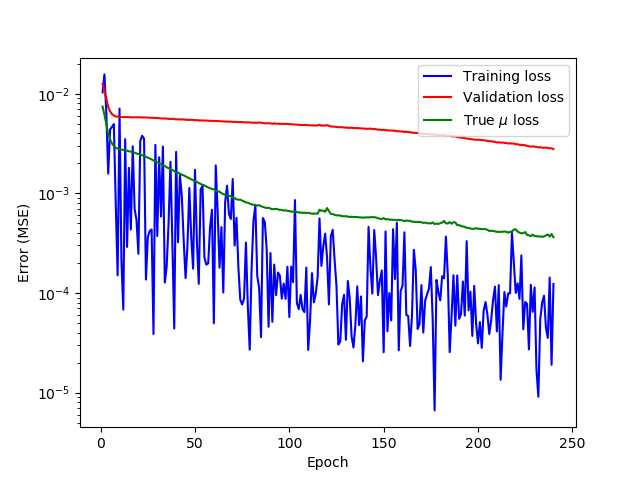 Training loss
Validation loss
True μ loss
10⁻²
10⁻³
10⁻⁴
10⁻⁵
Error (MSE)
0 50 100 150 200 250
Epoch